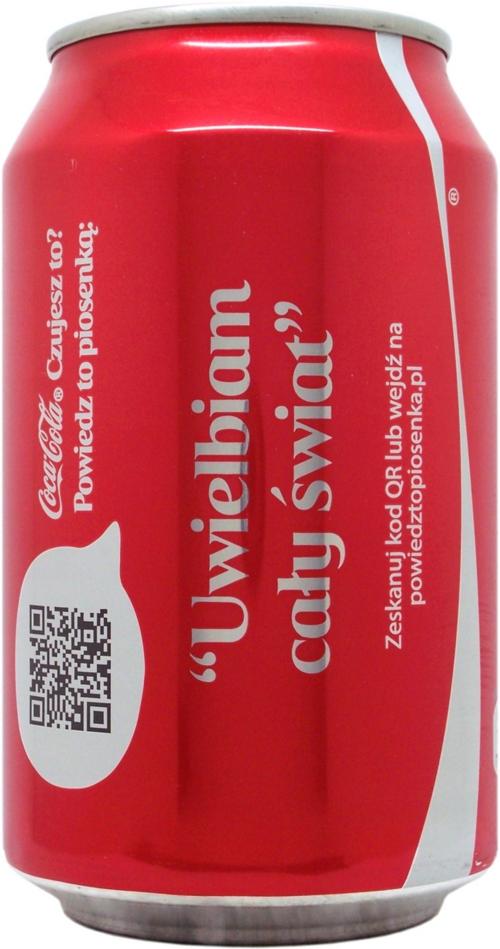 Coca-Cola® Czujesz to?
Powiedz to piosenką:
“Uwielbiam
cały świat”
Zeskanuj kod QR lub wejdź na
powiedztopiosenka.pl
®